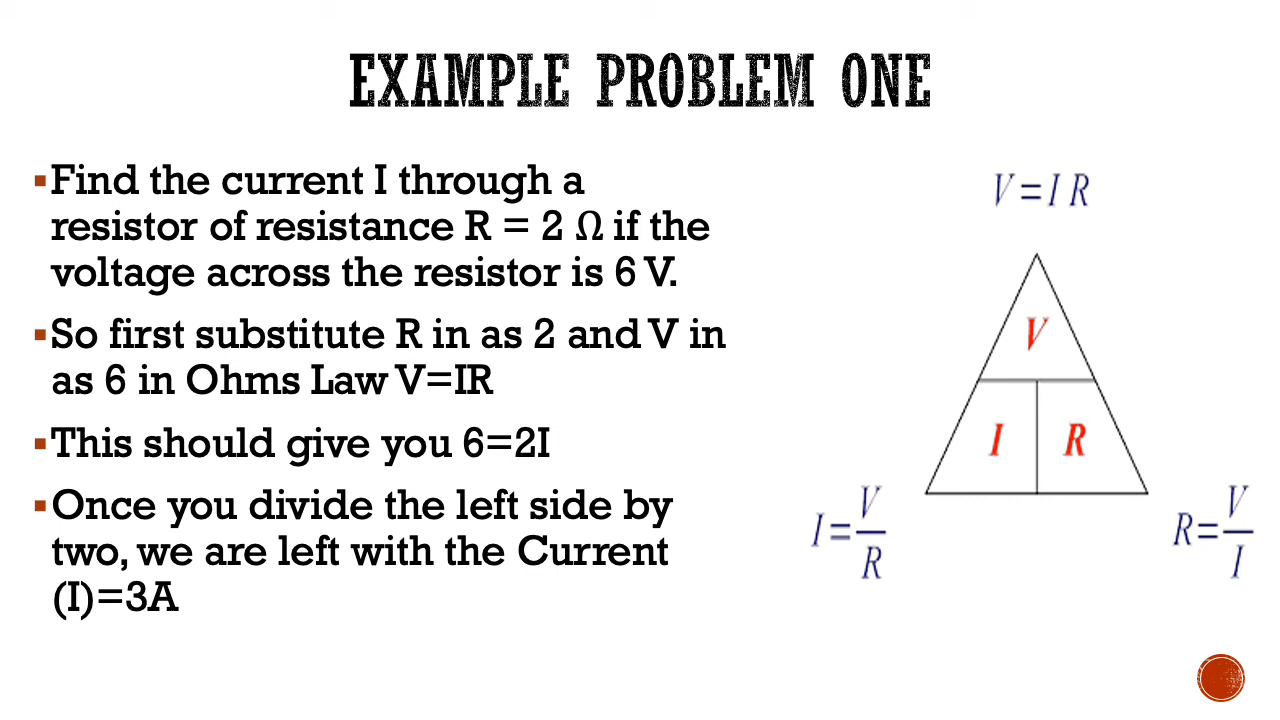 EXAMPLE PROBLEM ONE
▪Find the current I through a
resistor of resistance R = 2 Ω if the
voltage across the resistor is 6 V.
▪So first substitute R in as 2 and V in
as 6 in Ohms Law V=IR
▪This should give you 6=2I
▪Once you divide the left side by
two, we are left with the Current
(I)=3A
V = I R
V
I R
I = V/R
R = V/I